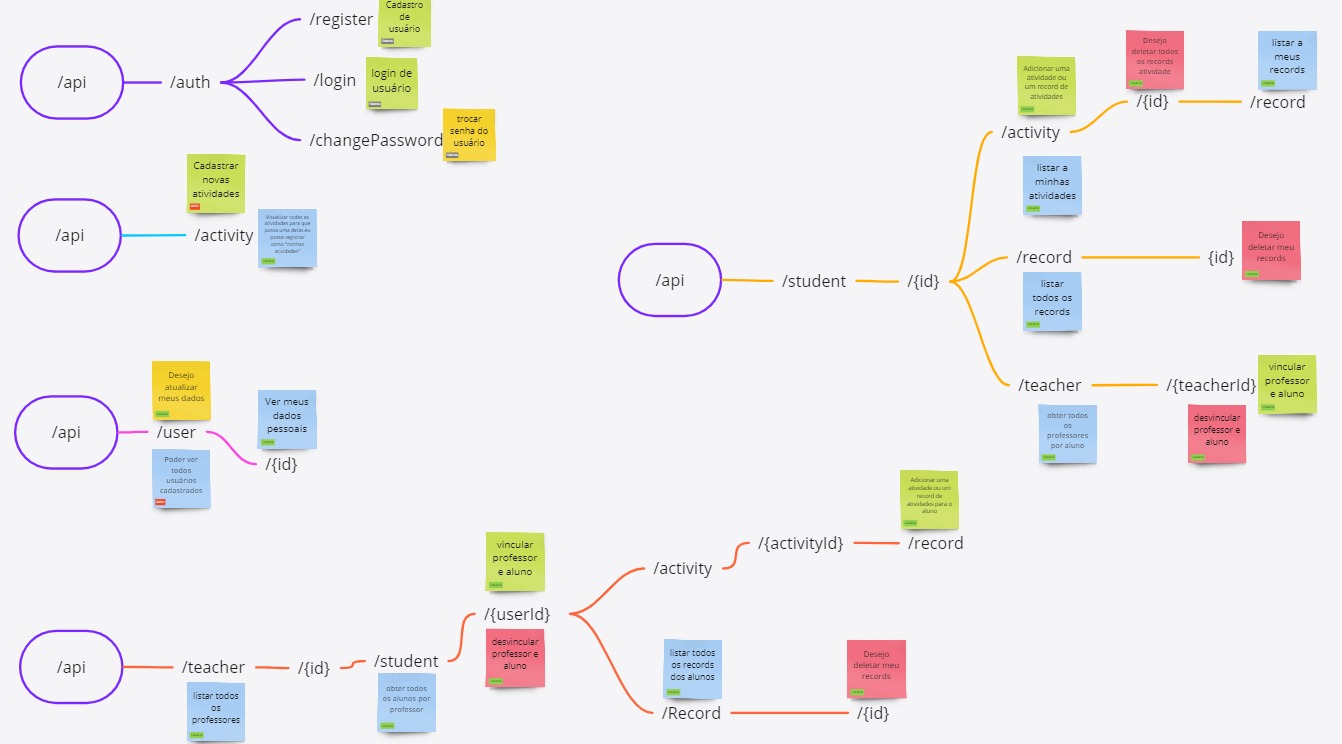 /api
/auth
/register
Cadastro
de
usuário
/login
login de
usuário
/changePassword
trocar
senha do
usuário
/api
Cadastrar
novas
atividades
/activity
Visualizar todas as
atividades para que
possa uma delas eu
possa registrar
como "minhas
atividades"
/api
Desejo
atualizar
meus dados
/user
Poder ver
todos
usuários
cadastrados
Ver meus
dados
pessoais
/{id}
/api
/student
/{id}
Adicionar uma
atividade ou
um record de
atividades
/activity
listar a
minhas
atividades
Desejo
deletar todos
os records
atividade
/{id}
listar a
meus
records
/record
/record
listar
todos os
records
{id}
Desejo
deletar meu
records
/teacher
obter todos
os
professores
por aluno
/{teacherId}
vincular
professor
e aluno
desvincular
professor e
aluno
/api
/teacher
listar todos
os
professores
/{id}
/student
obter todos
os alunos por
professor
vincular
professor
e aluno
/{userId}
desvincular
professor e
aluno
/activity
/{activityId}
Adicionar uma
atividade ou um
record de
atividades para o
aluno
/record
listar todos
os records
dos alunos
/Record
Desejo
deletar meu
records
/{id}